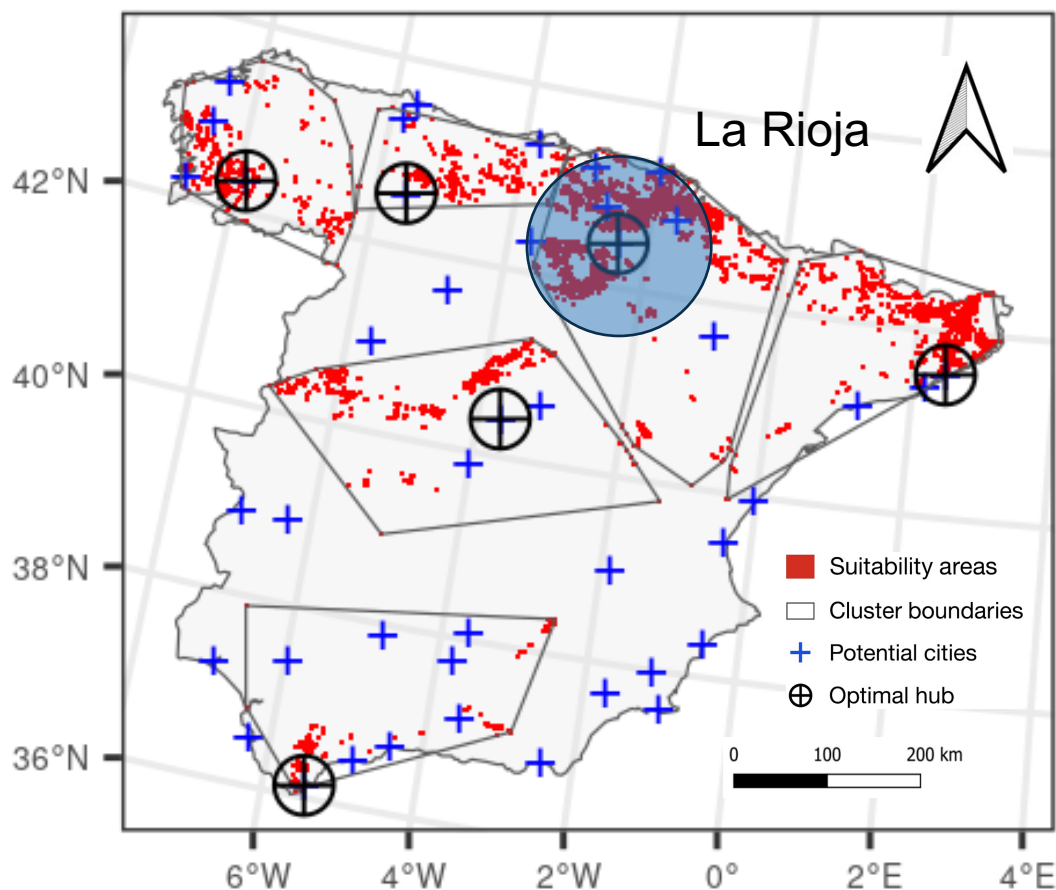 La Rioja
42°N
40°N
38°N
36°N
Suitability areas
Cluster boundaries
Potential cities
Optimal hub
0 100 200 km
6°W 4°W 2°W 0° 2°E 4°E